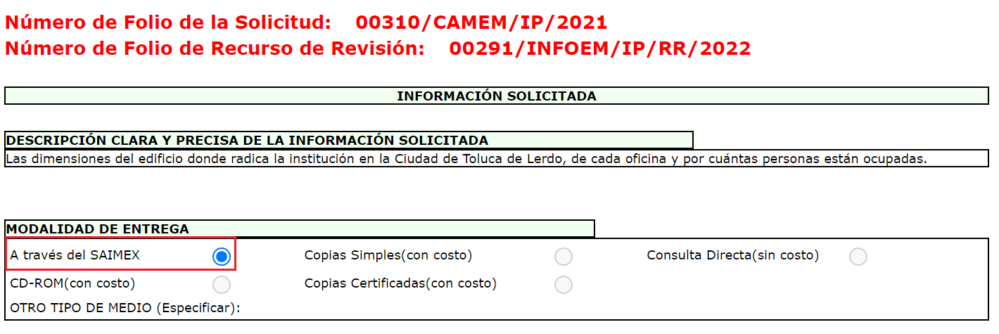 Número de Folio de la Solicitud: 00310/CAMEM/IP/2021
Número de Folio de Recurso de Revisión: 00291/INFOEM/IP/RR/2022
INFORMACIÓN SOLICITADA
DESCRIPCIÓN CLARA Y PRECISA DE LA INFORMACIÓN SOLICITADA
Las dimensiones del edificio donde radica la institución en la Ciudad de Toluca de Lerdo, de cada oficina y por cuántas personas están ocupadas.
MODALIDAD DE ENTREGA
A través del SAIMEX Copias Simples(con costo) Consulta Directa(sin costo)
CD-ROM(con costo) Copias Certificadas(con costo)
OTRO TIPO DE MEDIO (Especificar):